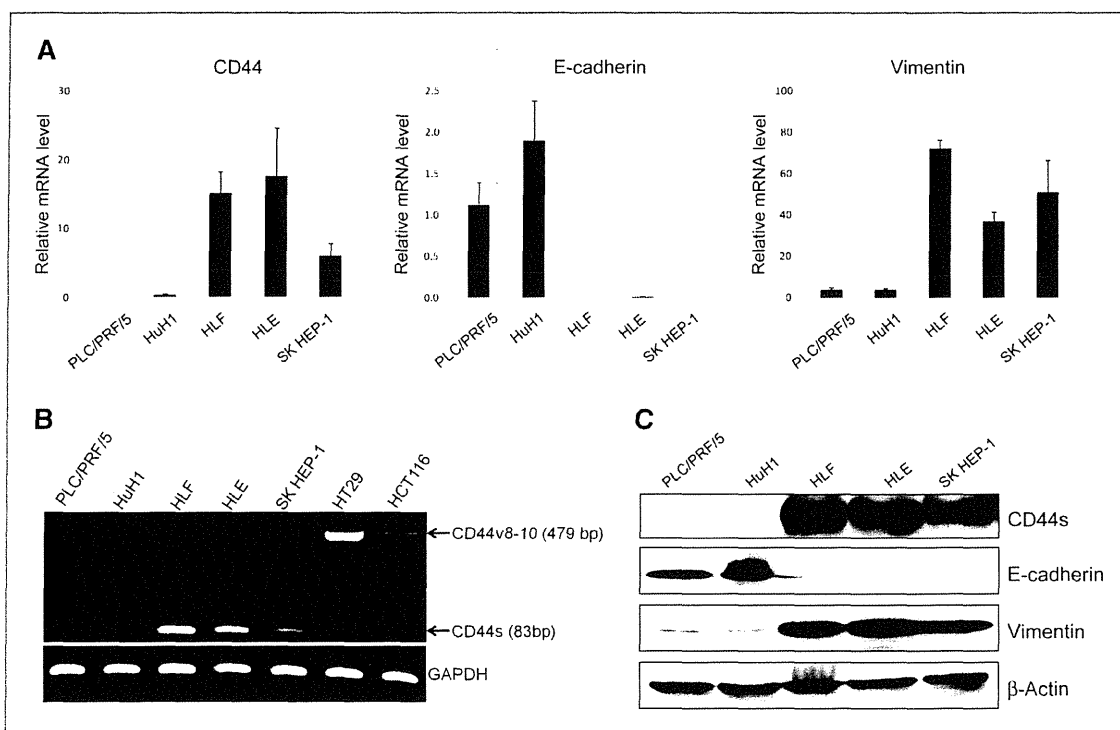 A
CD44
Relative mRNA level
30
20
10
0
PLC/PRF/5
HuH1
HLF
HLE
SK HEP-1
E-cadherin
Relative mRNA level
2.5
2.0
1.5
1.0
0.5
0.0
PLC/PRF/5
HuH1
HLF
HLE
SK HEP-1
Vimentin
Relative mRNA level
100
80
60
40
20
0
PLC/PRF/5
HuH1
HLF
HLE
SK HEP-1
B
PLC/PRF/5
HuH1
HLF
HLE
SK HEP-1
HT29
HCT116
CD44v8-10 (479 bp)
CD44s (83bp)
GAPDH
C
PLC/PRF/5
HuH1
HLF
HLE
SK HEP-1
CD44s
E-cadherin
Vimentin
β-Actin